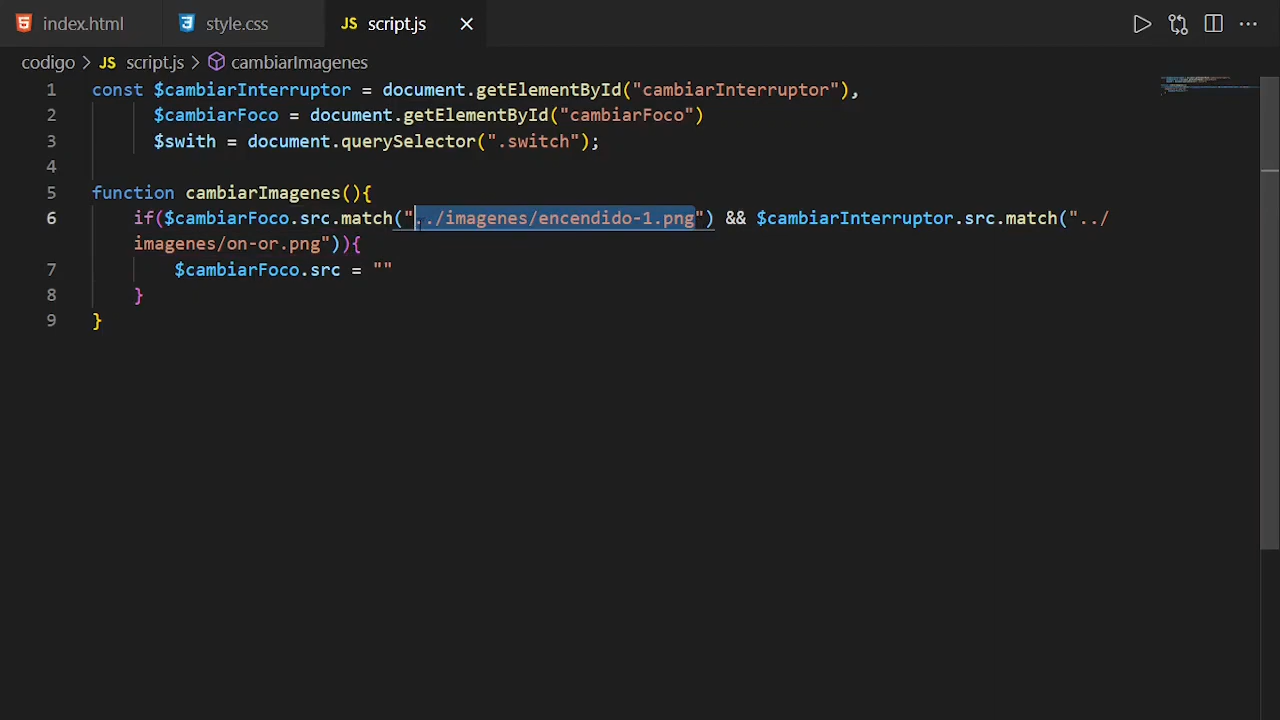 index.html
style.css
JS script.js
codigo > JS script.js > cambiarImagenes
1 const $cambiarInterruptor = document.getElementById("cambiarInterruptor"),
2 $cambiarFoco = document.getElementById("cambiarFoco")
3 $swith = document.querySelector(".switch");
4
5 function cambiarImagenes(){
6 if($cambiarFoco.src.match("../imagenes/encendido-1.png") && $cambiarInterruptor.src.match("../
imagenes/on-or.png")){
7 $cambiarFoco.src = ""
8 }
9 }